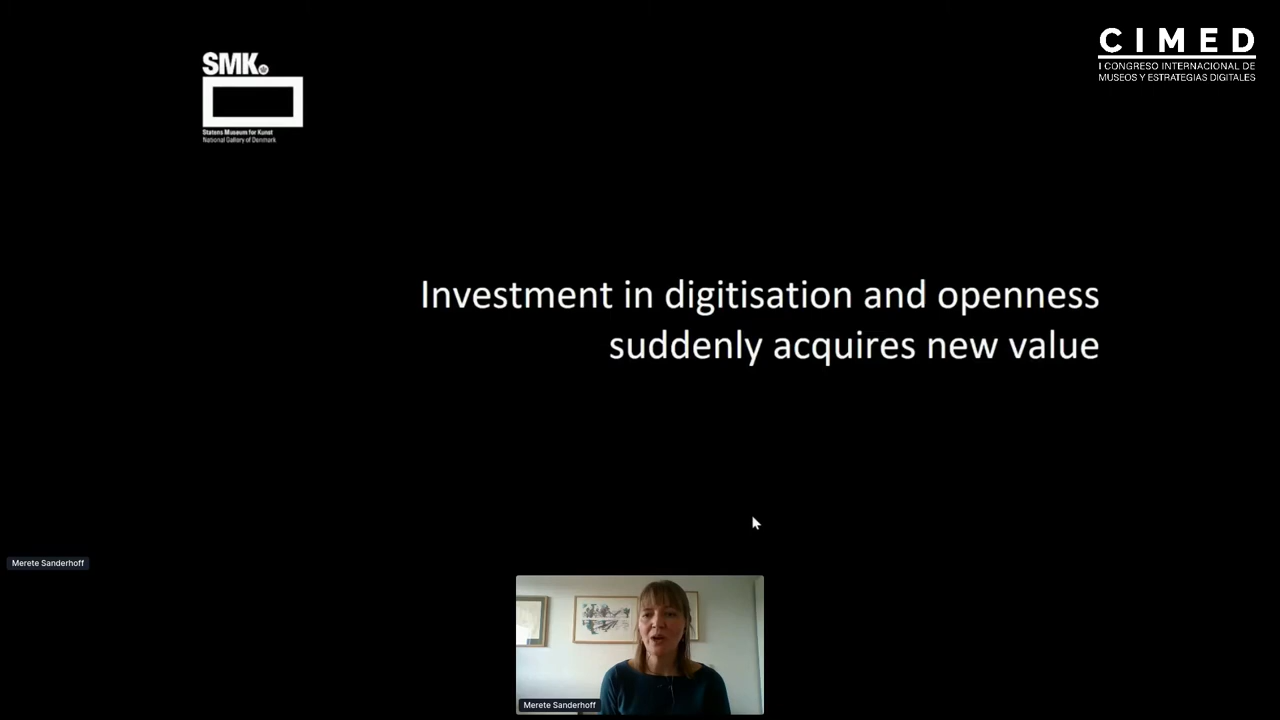 SMK
Statens Museum for Kunst
National Gallery of Denmark
CIMED
I CONGRESO INTERNACIONAL DE
MUSEOS Y ESTRATEGIAS DIGITALES
Investment in digitisation and openness
suddenly acquires new value
Merete Sanderhoff
Merete Sanderhoff